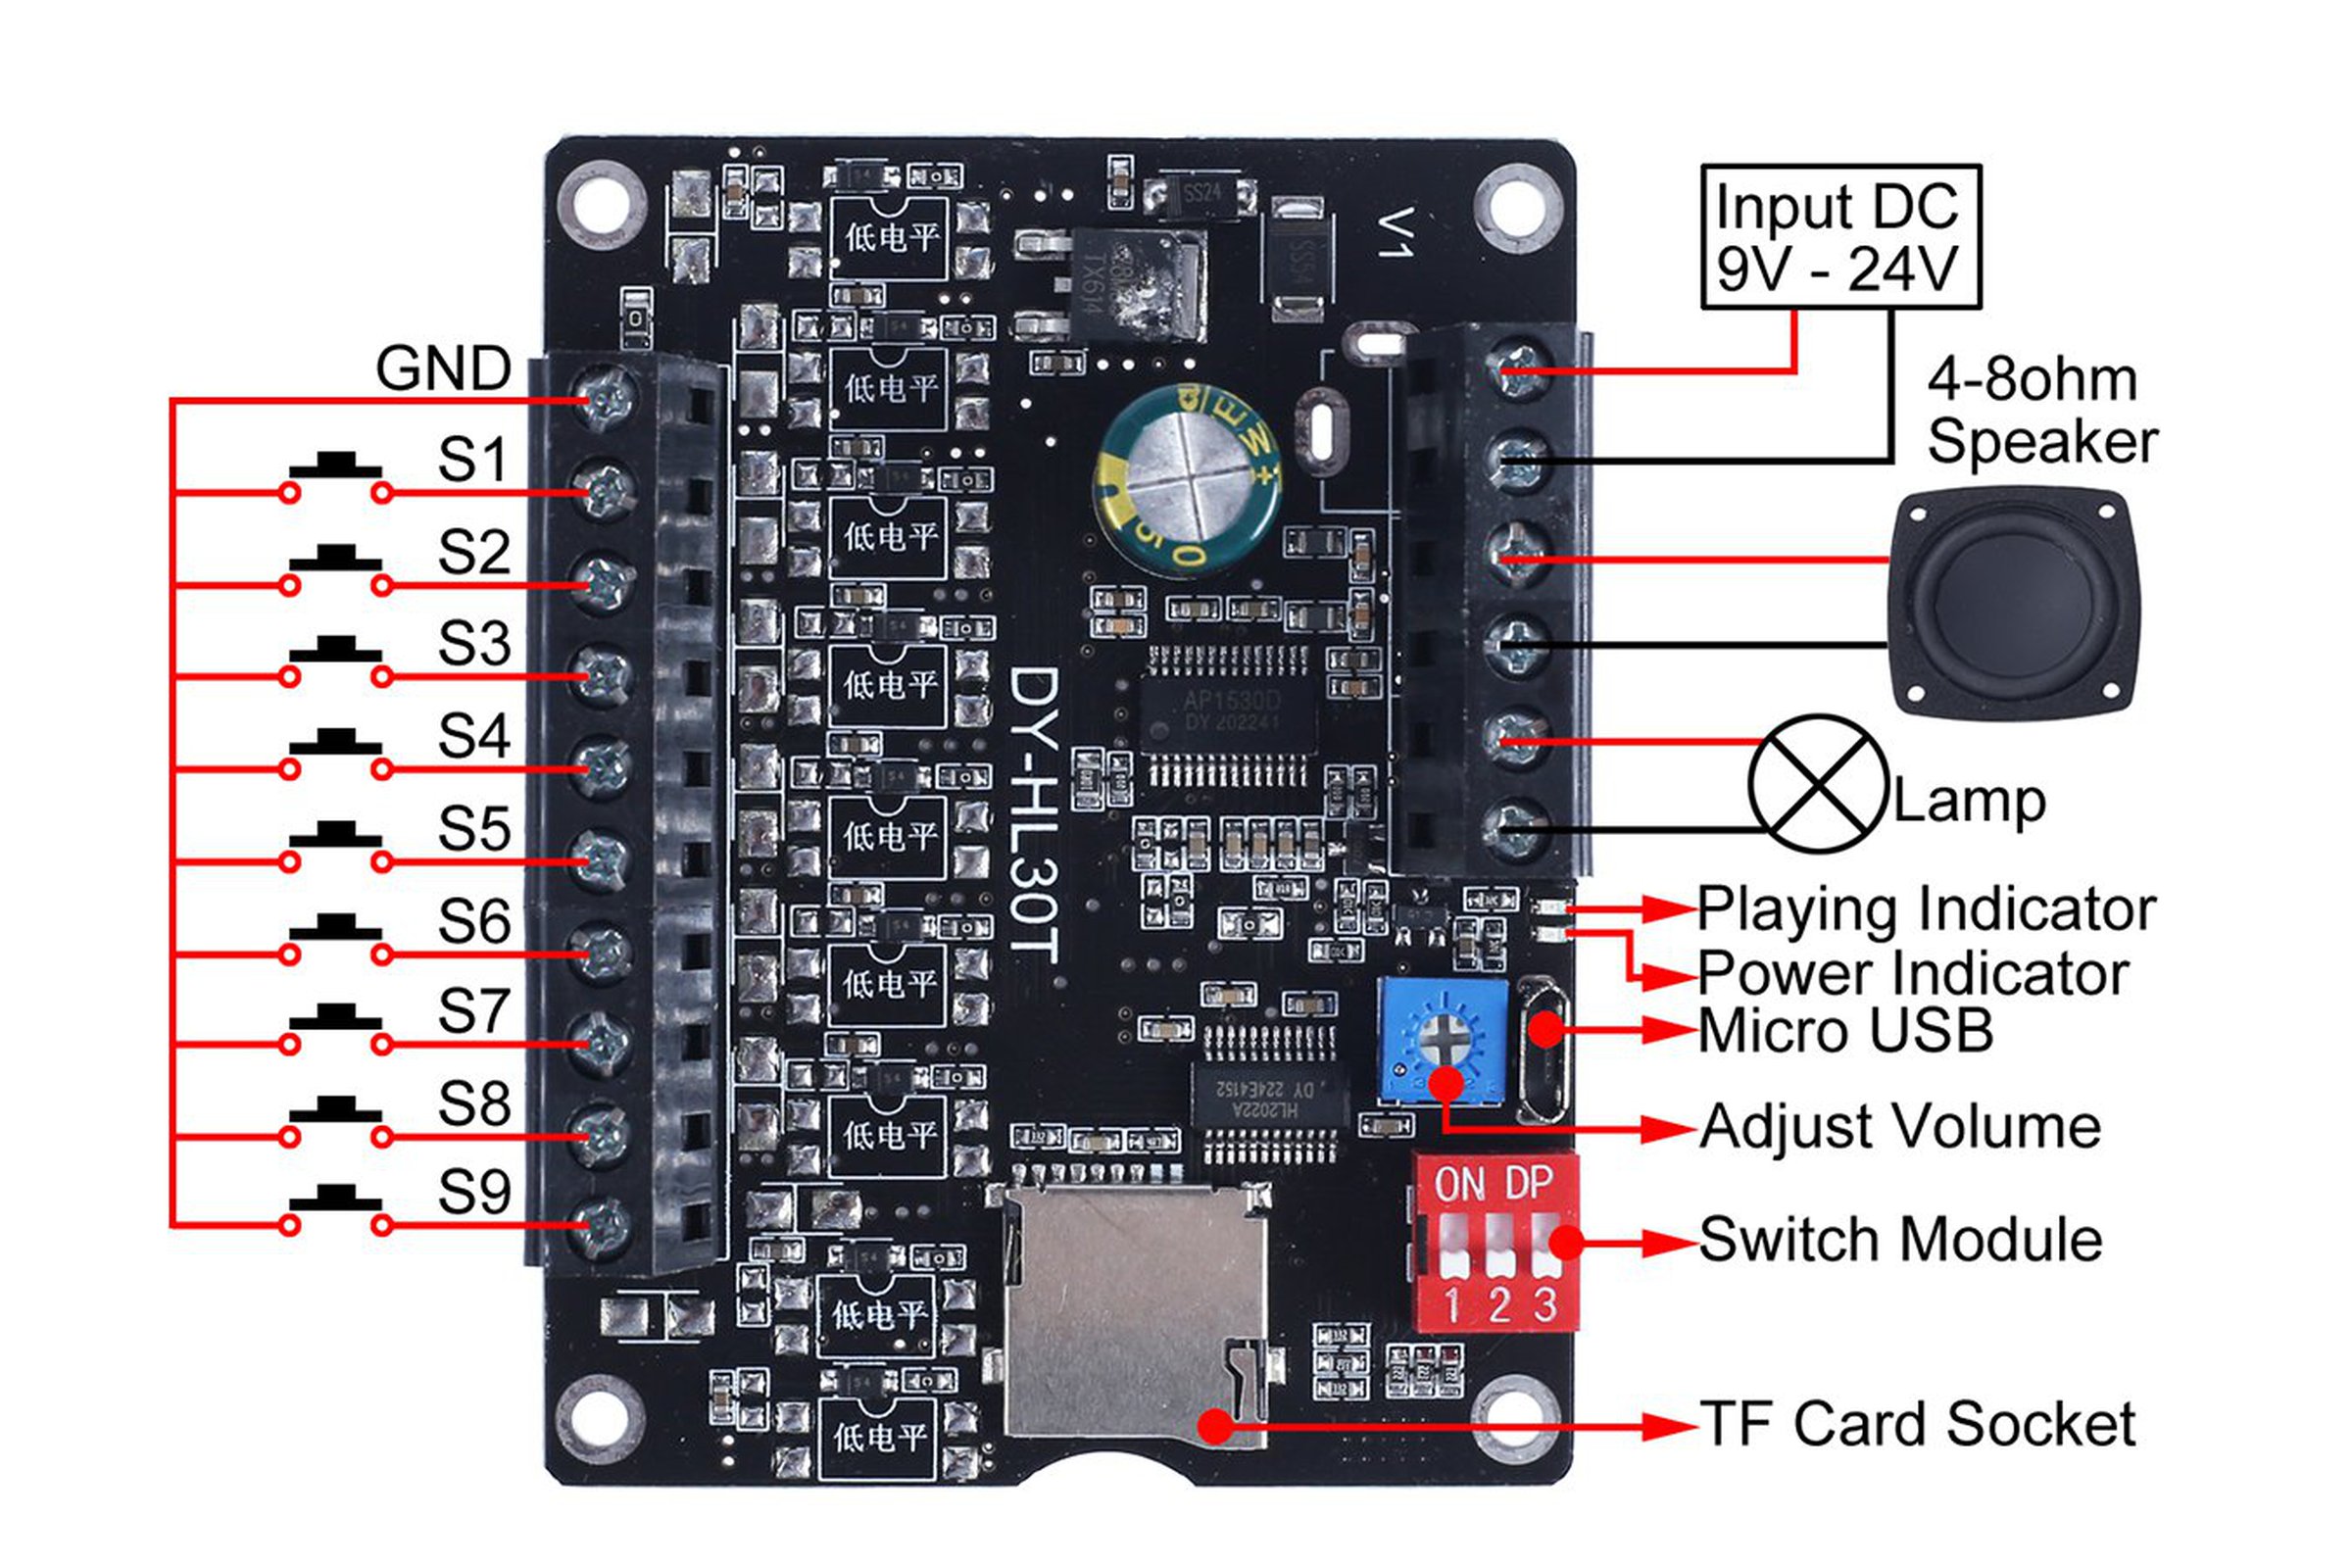 GND
S1
S2
S3
S4
S5
S6
S7
S8
S9
低电平
低电平
低电平
低电平
低电平
低电平
低电平
低电平
低电平
SS24
V1
TX614
SS54
DY-HL30T
AP1530D
DY 202241
HL2022A
DY 224E4152
ON DP
1 2 3
Input DC
9V - 24V
4-8ohm
Speaker
Lamp
Playing Indicator
Power Indicator
Micro USB
Adjust Volume
Switch Module
TF Card Socket